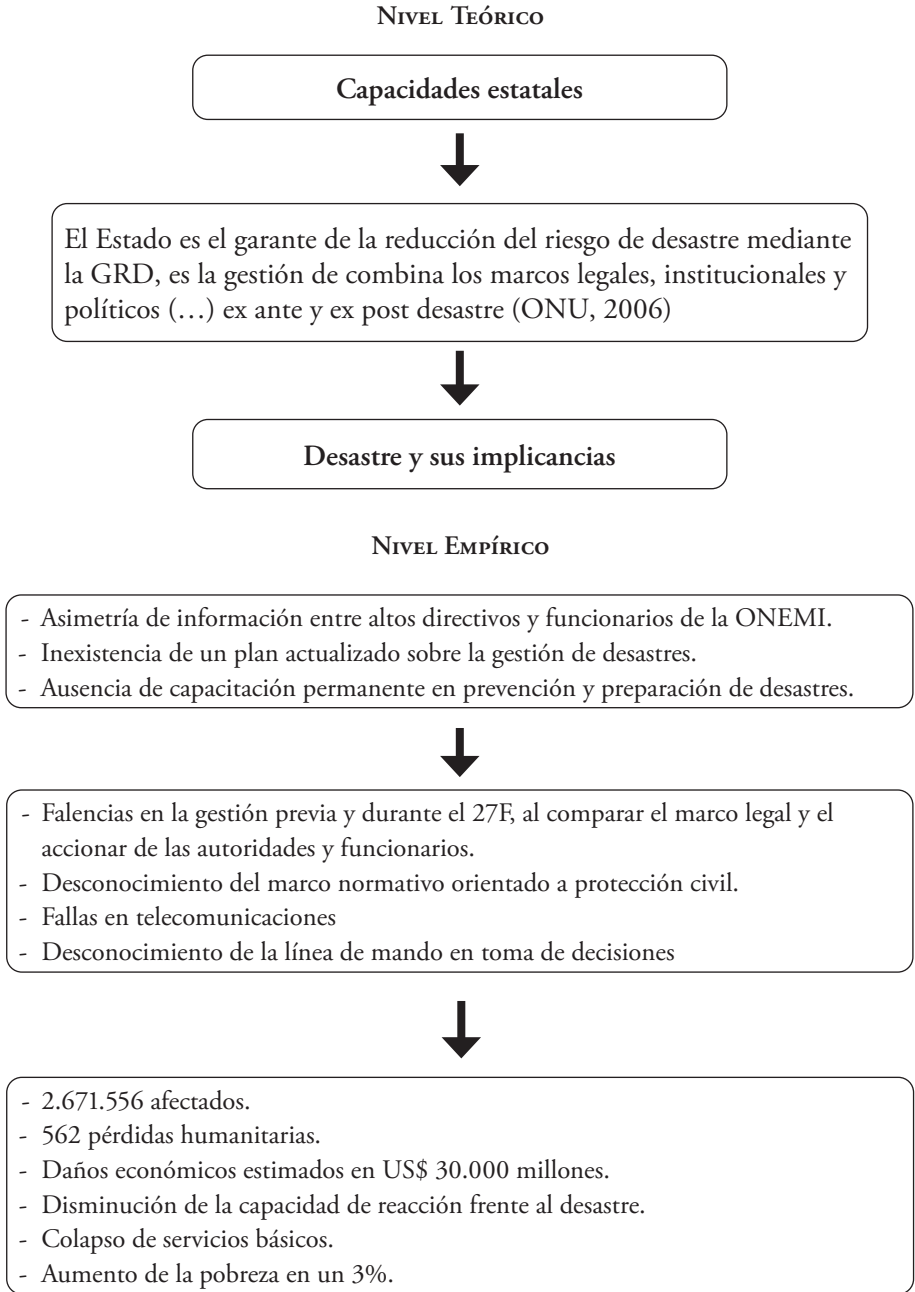 Nivel Teórico
Capacidades estatales
El Estado es el garante de la reducción del riesgo de desastre mediante
la GRD, es la gestión de combina los marcos legales, institucionales y
políticos (…) ex ante y ex post desastre (ONU, 2006)
Desastre y sus implicancias
Nivel Empírico
- Asimetría de información entre altos directivos y funcionarios de la ONEMI.
- Inexistencia de un plan actualizado sobre la gestión de desastres.
- Ausencia de capacitación permanente en prevención y preparación de desastres.
- Falencias en la gestión previa y durante el 27F, al comparar el marco legal y el
accionar de las autoridades y funcionarios.
- Desconocimiento del marco normativo orientado a protección civil.
- Fallas en telecomunicaciones
- Desconocimiento de la línea de mando en toma de decisiones
- 2.671.556 afectados.
- 562 pérdidas humanitarias.
- Daños económicos estimados en US$ 30.000 millones.
- Disminución de la capacidad de reacción frente al desastre.
- Colapso de servicios básicos.
- Aumento de la pobreza en un 3%.